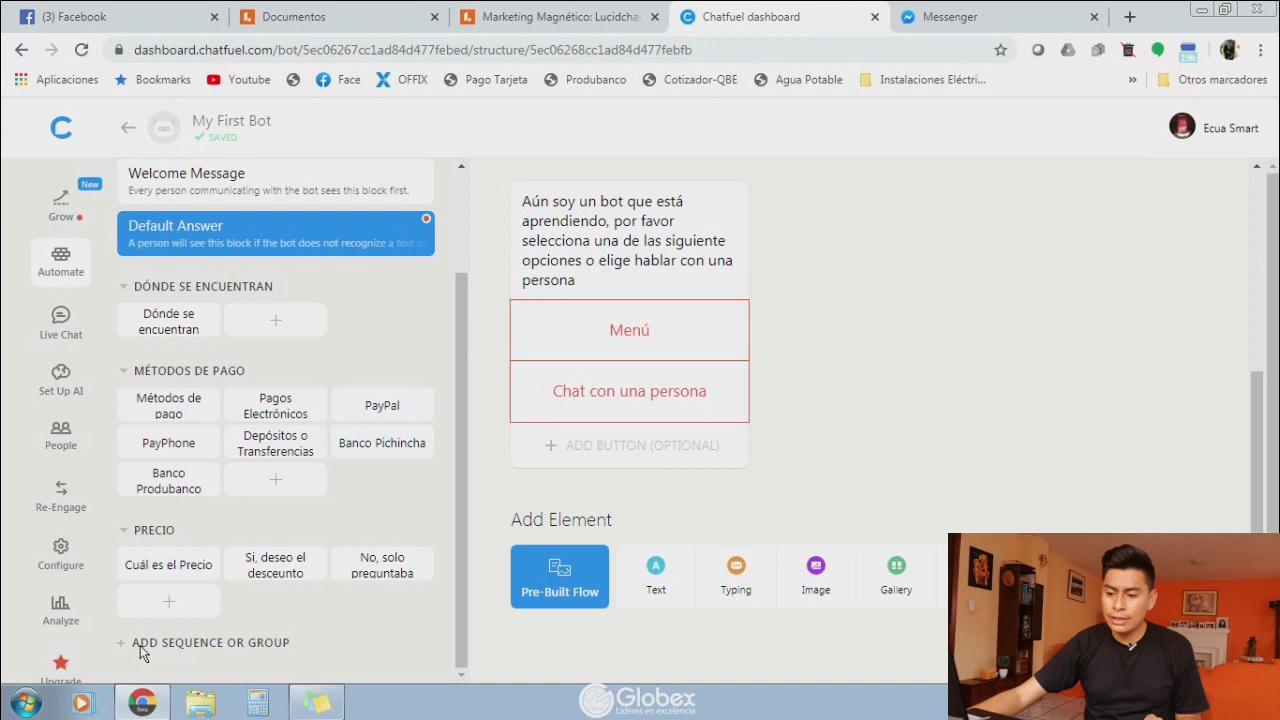 (3) Facebook
Documentos
Marketing Magnético: Lucidchar
Chatfuel dashboard
Messenger
dashboard.chatfuel.com/bot/5ec06267cc1ad84d477febed/structure/5ec06268cc1ad84d477febfb
Aplicaciones
Bookmarks
Youtube
Face
OFFIX
Pago Tarjeta
Produbanco
Cotizador-QBE
Agua Potable
Instalaciones Eléctri...
Otros marcadores
My First Bot
SAVED
Ecua Smart
New
Grow
Automate
Live Chat
Set Up AI
People
Re-Engage
Configure
Analyze
Upgrade
Welcome Message
Every person communicating with the bot sees this block first.
Default Answer
A person will see this block if the bot does not recognize a text m
DÓNDE SE ENCUENTRAN
Dónde se
encuentran
MÉTODOS DE PAGO
Métodos de
pago
Pagos
Electrónicos
PayPal
PayPhone
Depósitos o
Transferencias
Banco Pichincha
Banco
Produbanco
PRECIO
Cuál es el Precio
Si, deseo el
desceunto
No, solo
preguntaba
ADD SEQUENCE OR GROUP
Aún soy un bot que está
aprendiendo, por favor
selecciona una de las siguiente
opciones o elige hablar con una
persona
Menú
Chat con una persona
ADD BUTTON (OPTIONAL)
Add Element
Pre-Built Flow
Text
Typing
Image
Gallery
Globex
Líderes en excelencia